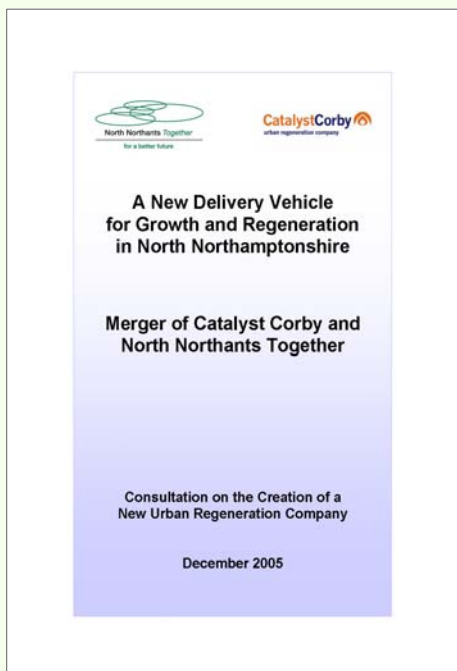 North Northants Together
for a better future
CatalystCorby
urban regeneration company
A New Delivery Vehicle
for Growth and Regeneration
in North Northamptonshire
Merger of Catalyst Corby and
North Northants Together
Consultation on the Creation of a
New Urban Regeneration Company
December 2005